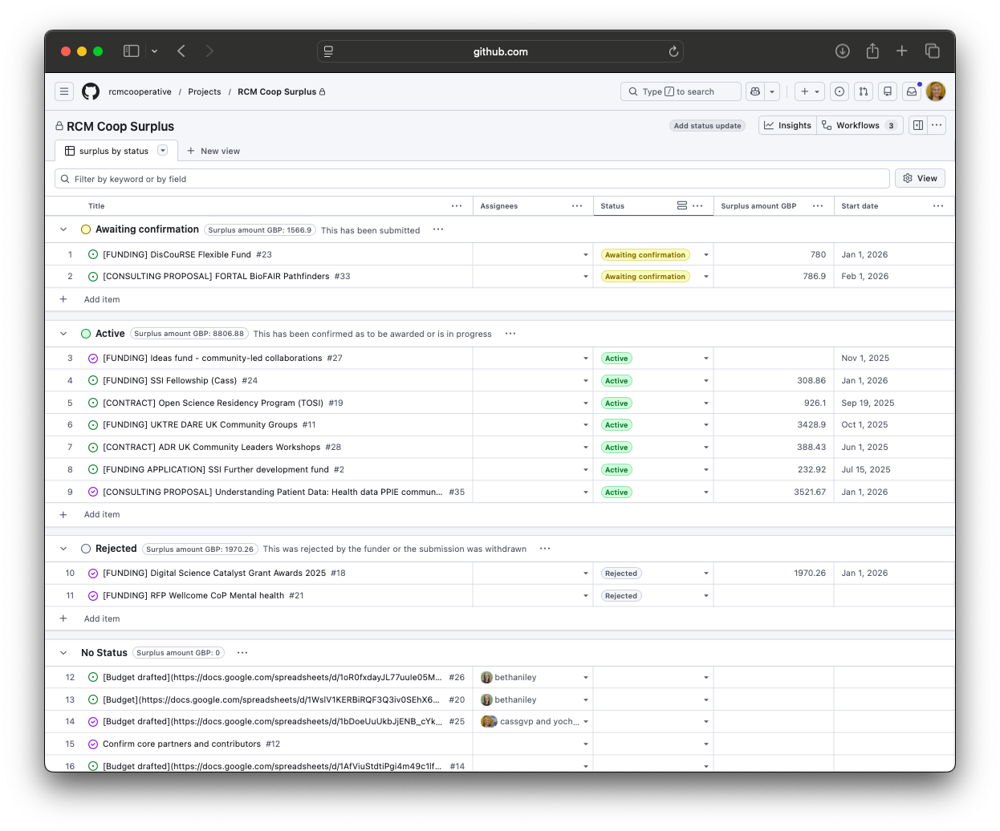 github.com
rcmcooperative / Projects / RCM Coop Surplus
Type / to search
RCM Coop Surplus
Add status update
Insights
Workflows 3
surplus by status
New view
Filter by keyword or by field
View
Title Assignees Status Surplus amount GBP Start date
Awaiting confirmation Surplus amount GBP: 1566.9 This has been submitted
1 [FUNDING] DisCouRSE Flexible Fund #23 Awaiting confirmation 780 Jan 1, 2026
2 [CONSULTING PROPOSAL] FORTAL BioFAIR Pathfinders #33 Awaiting confirmation 786.9 Feb 1, 2026
Add item
Active Surplus amount GBP: 8806.88 This has been confirmed as to be awarded or is in progress
3 [FUNDING] Ideas fund - community-led collaborations #27 Active Nov 1, 2025
4 [FUNDING] SSI Fellowship (Cass) #24 Active 308.86 Jan 1, 2026
5 [CONTRACT] Open Science Residency Program (TOSI) #19 Active 926.1 Sep 19, 2025
6 [FUNDING] UKTRE DARE UK Community Groups #11 Active 3428.9 Oct 1, 2025
7 [CONTRACT] ADR UK Community Leaders Workshops #28 Active 388.43 Jun 1, 2025
8 [FUNDING APPLICATION] SSI Further development fund #2 Active 232.92 Jul 15, 2025
9 [CONSULTING PROPOSAL] Understanding Patient Data: Health data PPIE commun... #35 Active 3521.67 Jan 1, 2026
Add item
Rejected Surplus amount GBP: 1970.26 This was rejected by the funder or the submission was withdrawn
10 [FUNDING] Digital Science Catalyst Grant Awards 2025 #18 Rejected 1970.26 Jan 1, 2026
11 [FUNDING] RFP Wellcome CoP Mental health #21 Rejected
Add item
No Status Surplus amount GBP: 0
12 [Budget drafted](https://docs.google.com/spreadsheets/d/1oR0fxdayJL77uule05M... #26 bethaniley
13 [Budget](https://docs.google.com/spreadsheets/d/1WsIV1KERBiRQF3Q3iv0SEhX6... #20 bethaniley
14 [Budget drafted](https://docs.google.com/spreadsheets/d/1bDoeUuUkbJjENB_cYk... #25 cassgvp and yoch...
15 Confirm core partners and contributors #12
16 [Budget drafted](https://docs.google.com/spreadsheets/d/1AfViuStdtiPgi4m49c1lf... #14